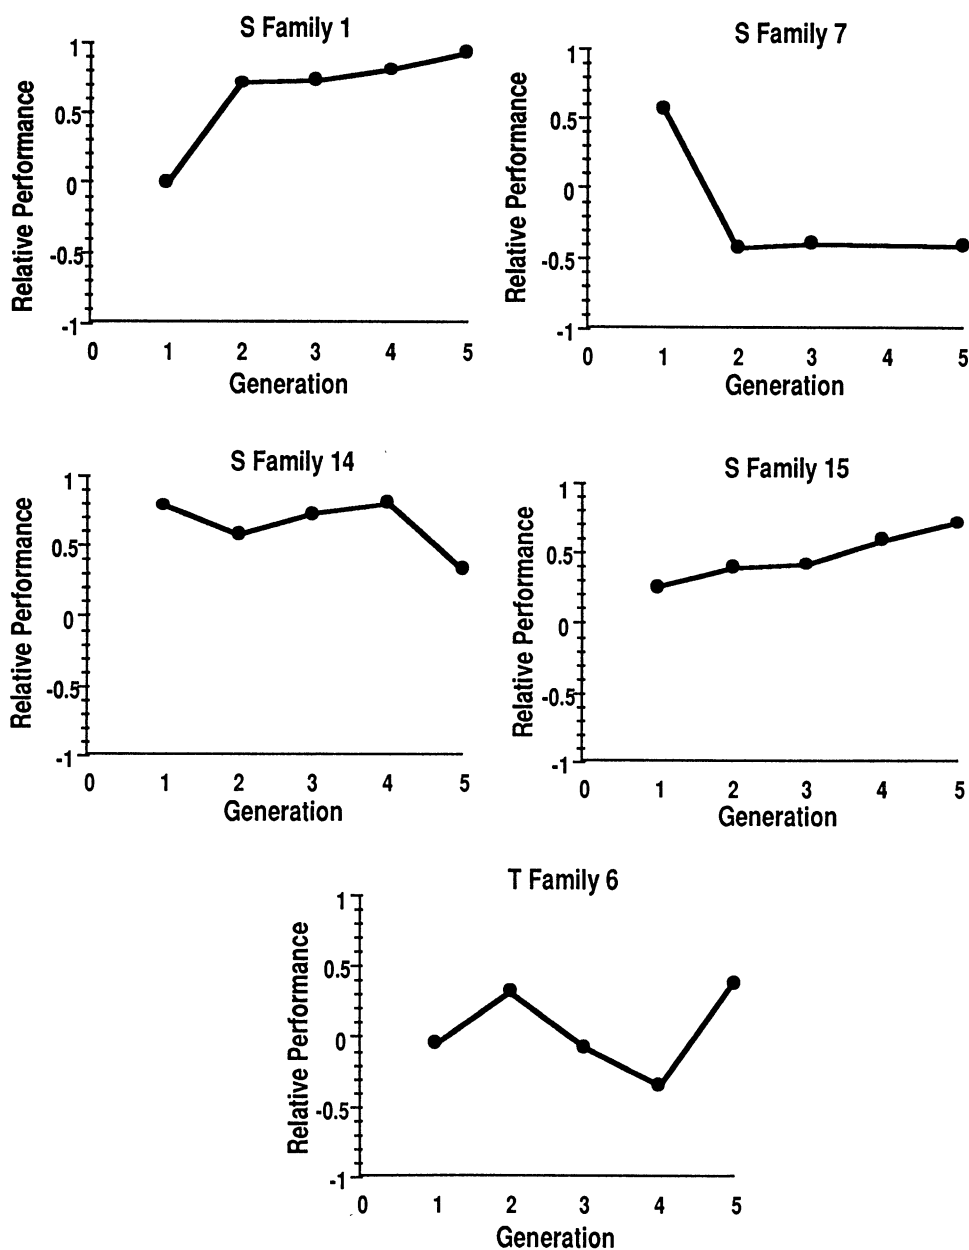 S Family 1
1
0.5
0
-0.5
-1
Relative Performance
0 1 2 3 4 5
Generation
S Family 7
1
0.5
0
-0.5
-1
Relative Performance
0 1 2 3 4 5
Generation
S Family 14
1
0.5
0
-0.5
-1
Relative Performance
0 1 2 3 4 5
Generation
S Family 15
1
0.5
0
-0.5
-1
Relative Performance
0 1 2 3 4 5
Generation
T Family 6
1
0.5
0
-0.5
-1
Relative Performance
0 1 2 3 4 5
Generation